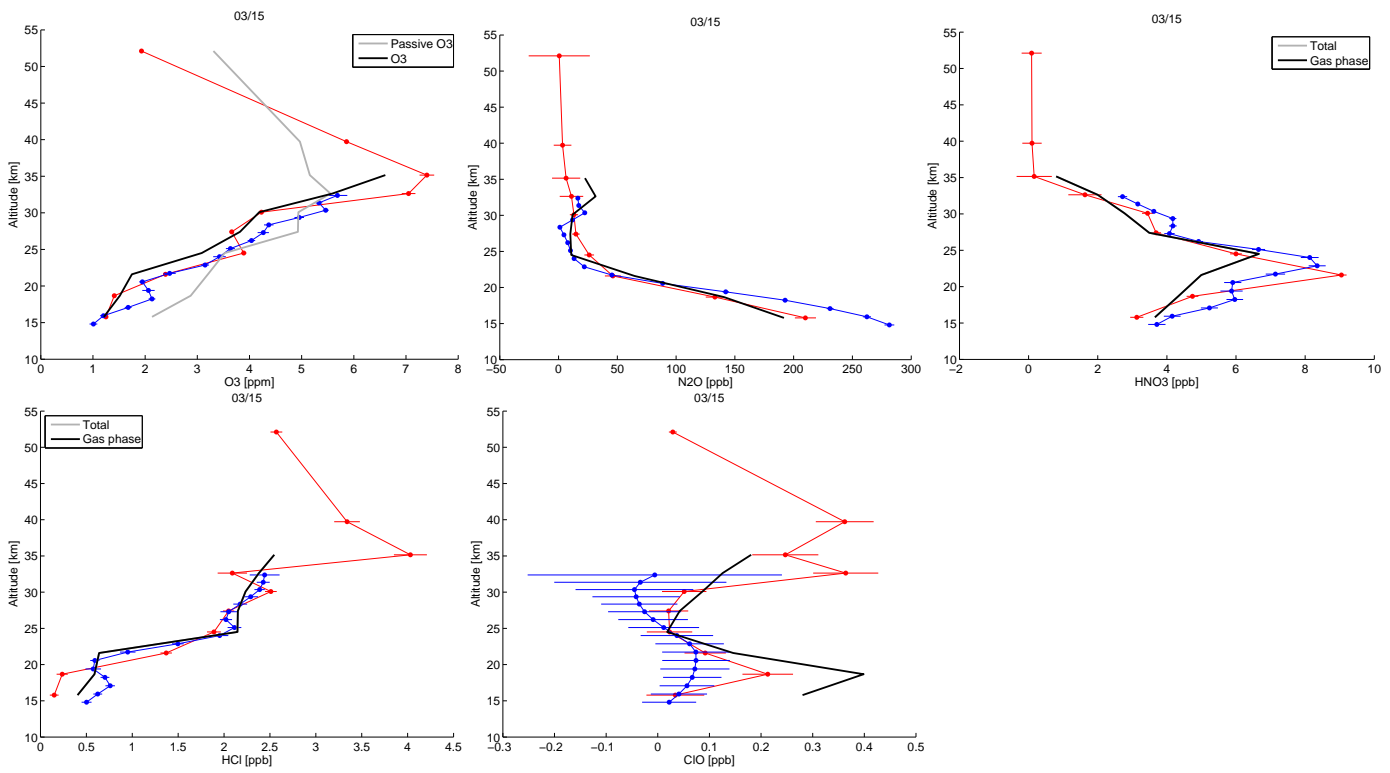 03/15
55
50
45
40
35
30
25
20
15
10
Altitude [km]
0 1 2 3 4 5 6 7 8
O3 [ppm]
Passive O3
O3
03/15
55
50
45
40
35
30
25
20
15
10
Altitude [km]
−50 0 50 100 150 200 250 300
N2O [ppb]
03/15
55
50
45
40
35
30
25
20
15
10
Altitude [km]
−2 0 2 4 6 8 10
HNO3 [ppb]
Total
Gas phase
03/15
55
50
45
40
35
30
25
20
15
10
Altitude [km]
0 0.5 1 1.5 2 2.5 3 3.5 4 4.5
HCl [ppb]
Total
Gas phase
03/15
55
50
45
40
35
30
25
20
15
10
Altitude [km]
−0.3 −0.2 −0.1 0 0.1 0.2 0.3 0.4 0.5
ClO [ppb]